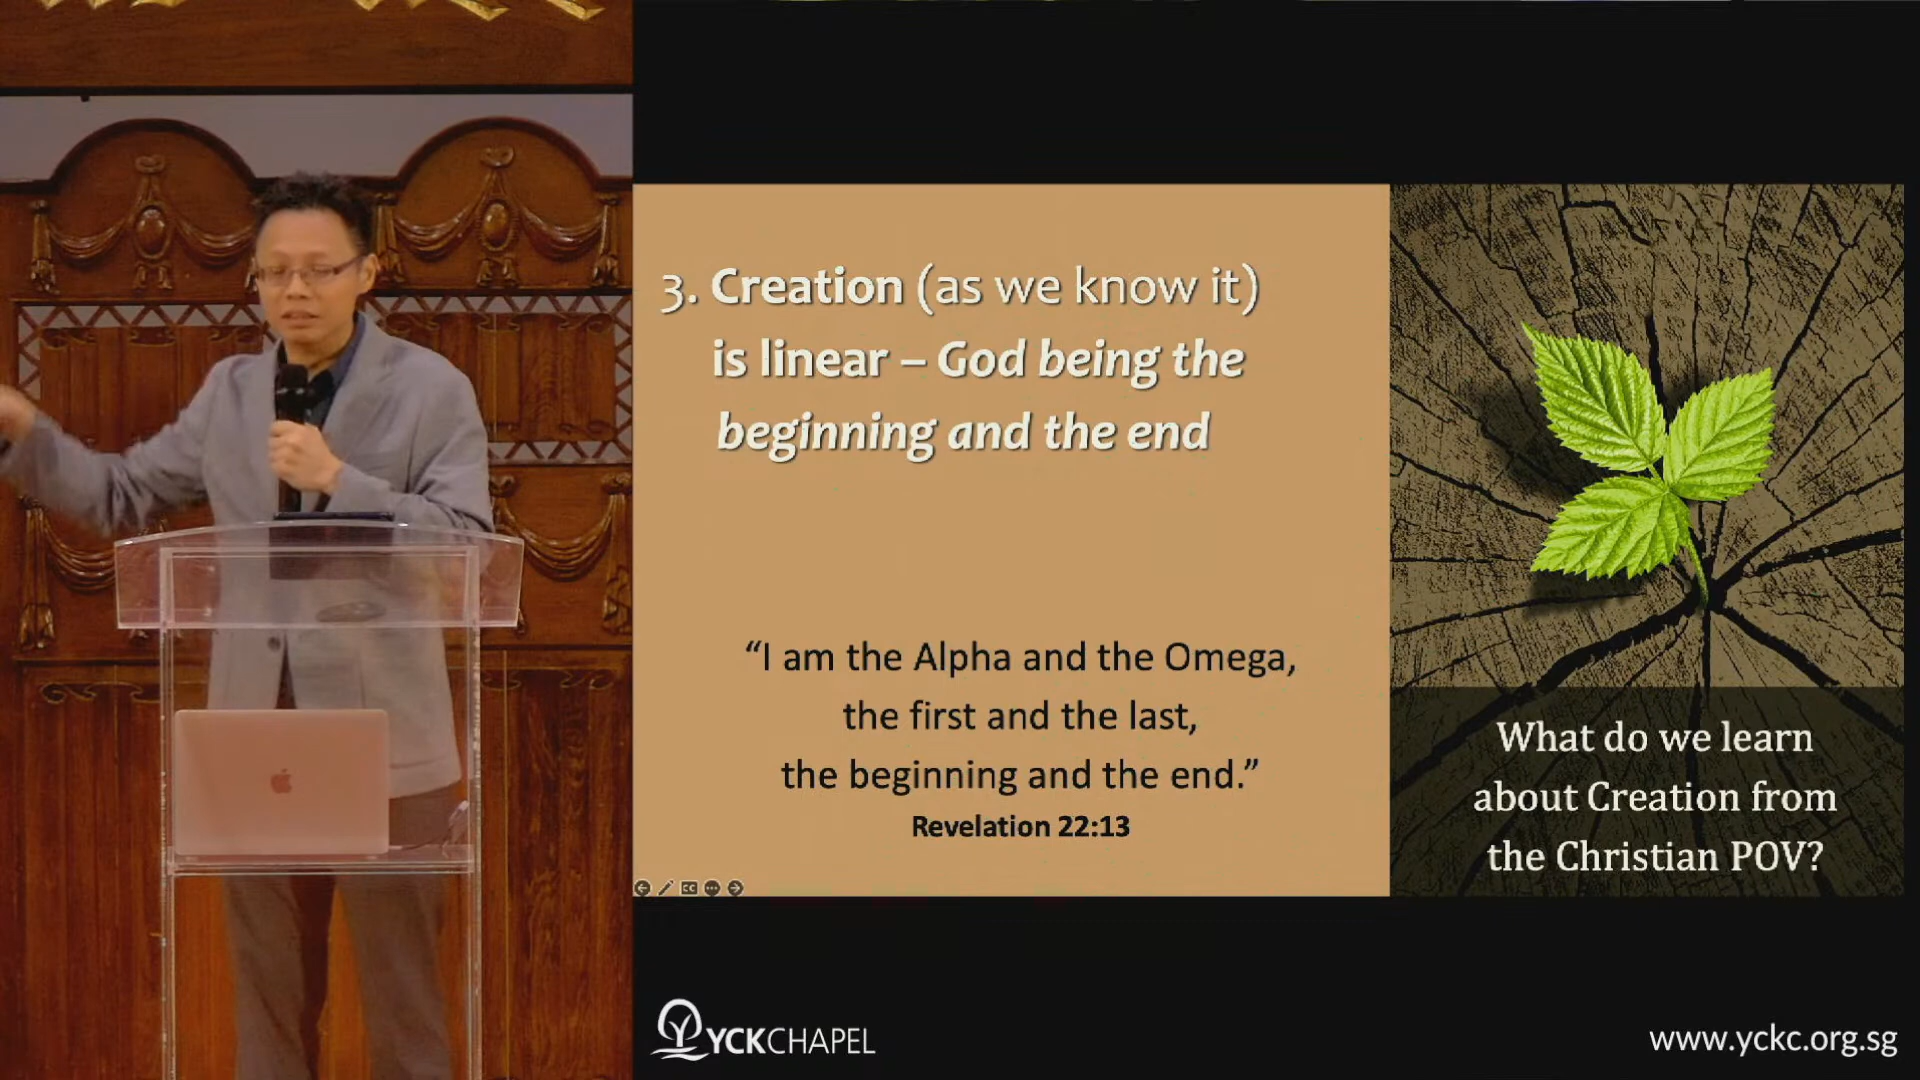 3. Creation (as we know it)
is linear – God being the
beginning and the end
“I am the Alpha and the Omega,
the first and the last,
the beginning and the end.”
Revelation 22:13
What do we learn
about Creation from
the Christian POV?
YCKCHAPEL
www.yckc.org.sg